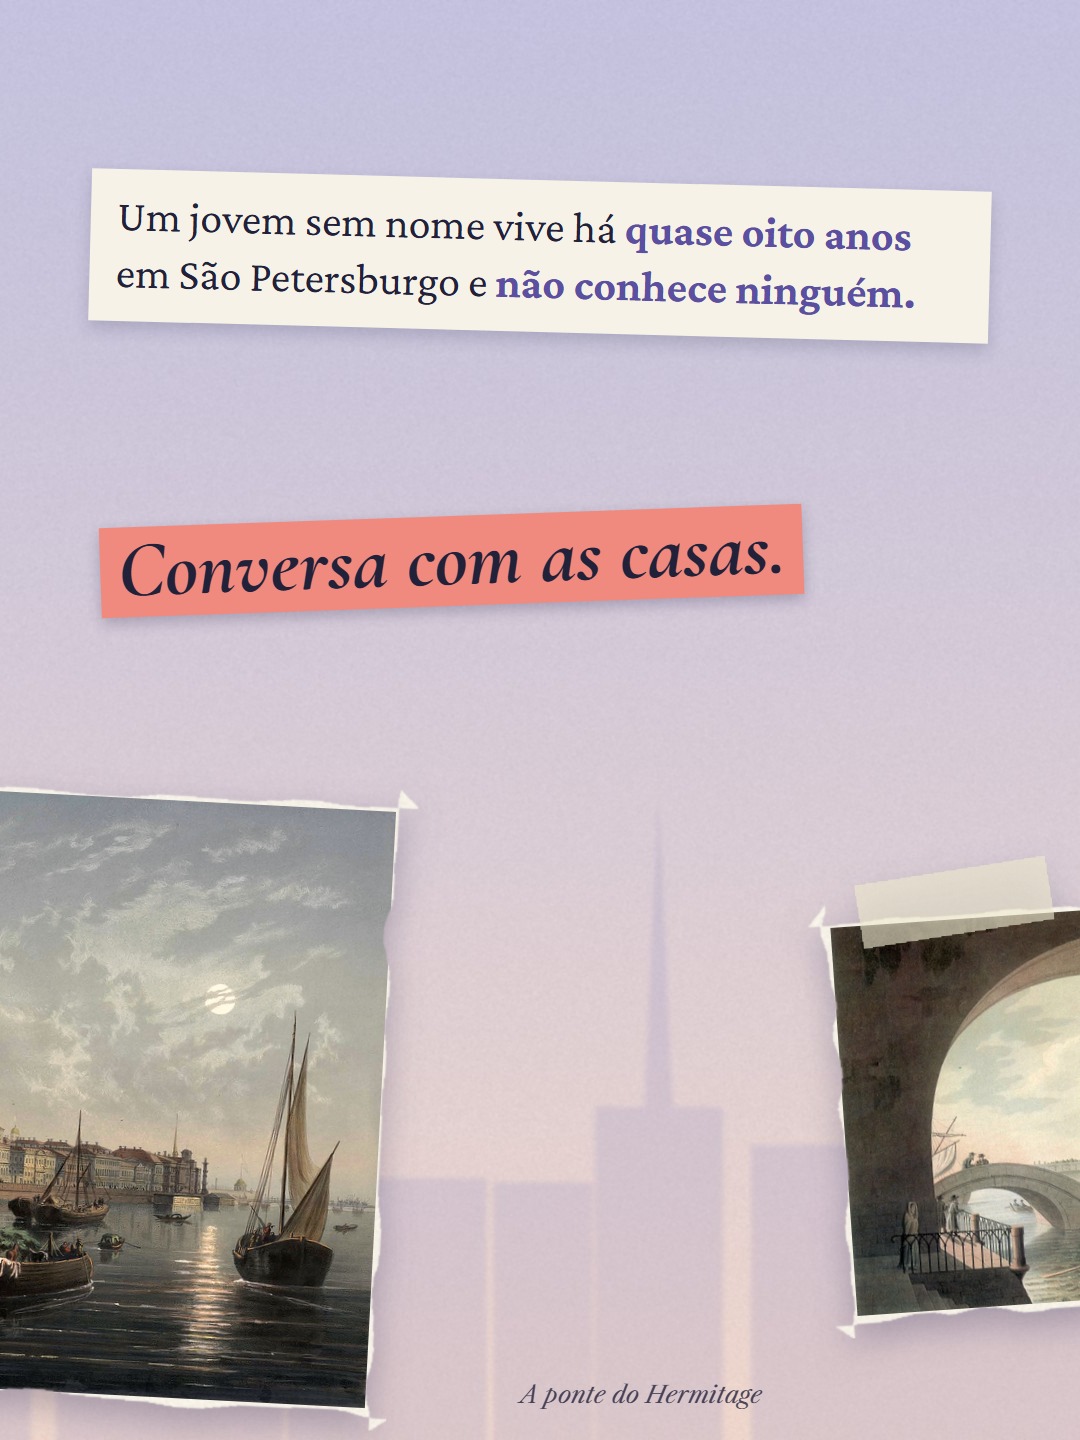 Um jovem sem nome vive há quase oito anos
em São Petersburgo e não conhece ninguém.
Conversa com as casas.
A ponte do Hermitage